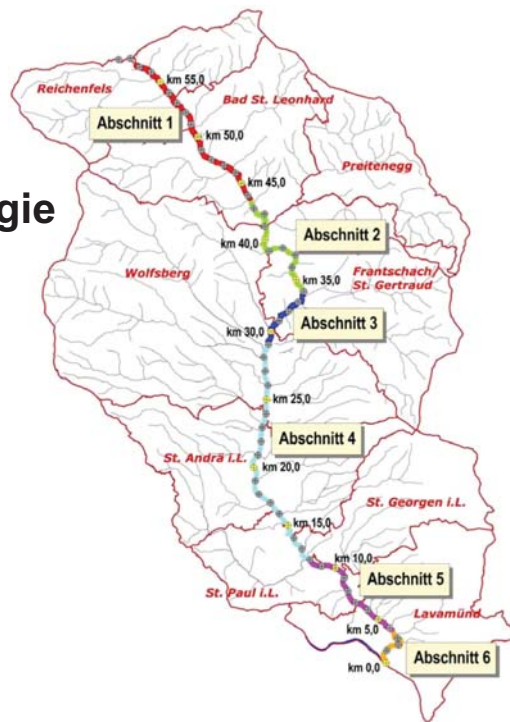 km 55,0
Reichenfels
Bad St. Leonhard
Abschnitt 1
km 50,0
Preitenegg
km 45,0
gie
Abschnitt 2
km 40,0
Wolfsberg
km 35,0
Frantschach/
St. Gertraud
Abschnitt 3
km 30,0
km 25,0
Abschnitt 4
St. Andrä i.L.
km 20,0
St. Georgen i.L.
km 15,0
km 10,0
St. Paul i.L.
Abschnitt 5
Lavamünd
km 5,0
Abschnitt 6
km 0,0